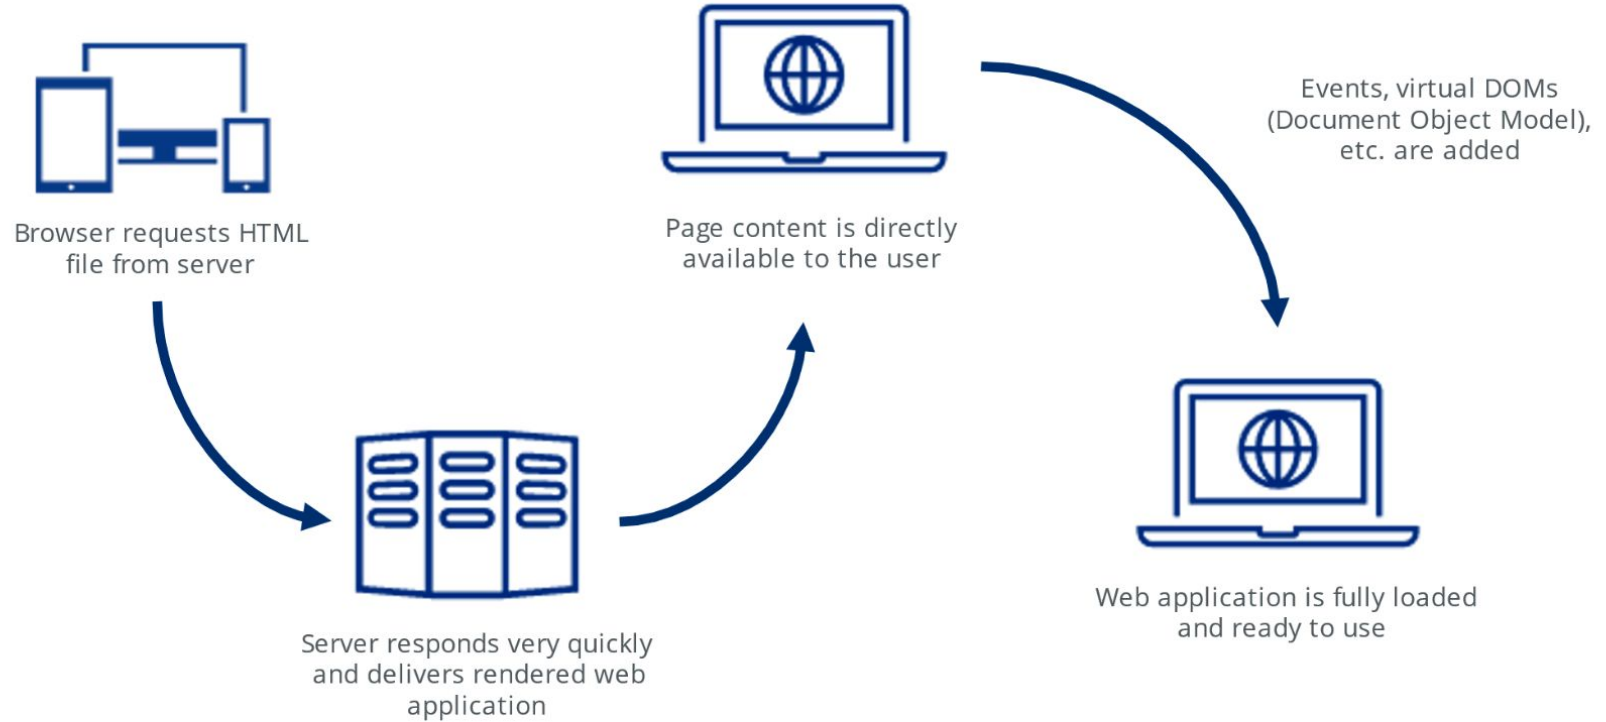 Browser requests HTML
file from server
Server responds very quickly
and delivers rendered web
application
Page content is directly
available to the user
Events, virtual DOMs
(Document Object Model),
etc. are added
Web application is fully loaded
and ready to use